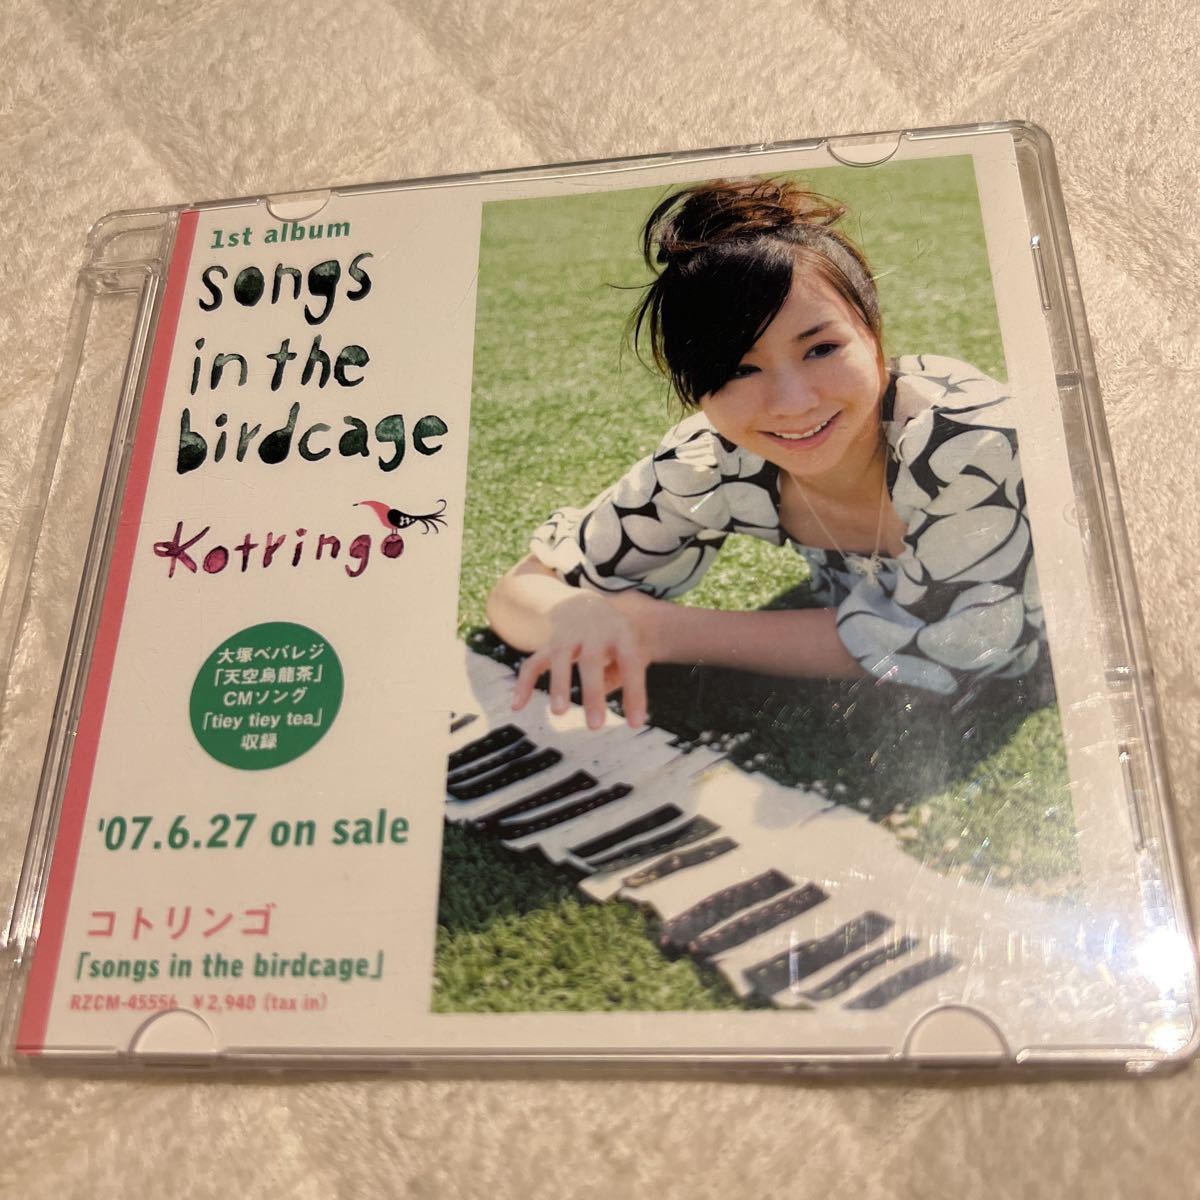 1st album
songs
in the
birdcage
Kotringo
大塚ベバレジ
「天空烏龍茶」
CMソング
「tiey tiey tea」
収録
'07.6.27 on sale
コトリンゴ
「songs in the birdcage」
RZCM-45556 ¥2,940 (tax in)